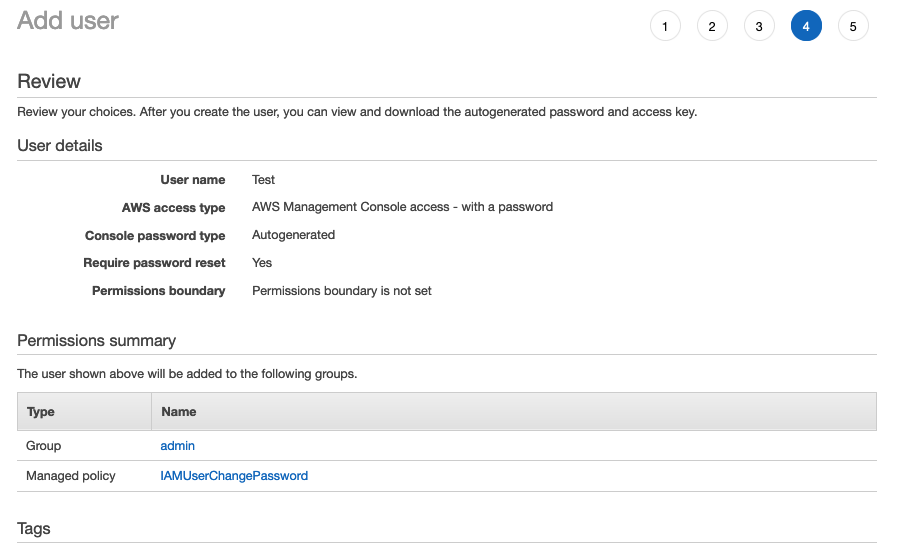 Add user
1 2 3 4 5
Review
Review your choices. After you create the user, you can view and download the autogenerated password and access key.
User details
User name Test
AWS access type AWS Management Console access - with a password
Console password type Autogenerated
Require password reset Yes
Permissions boundary Permissions boundary is not set
Permissions summary
The user shown above will be added to the following groups.
Type Name
Group admin
Managed policy IAMUserChangePassword
Tags